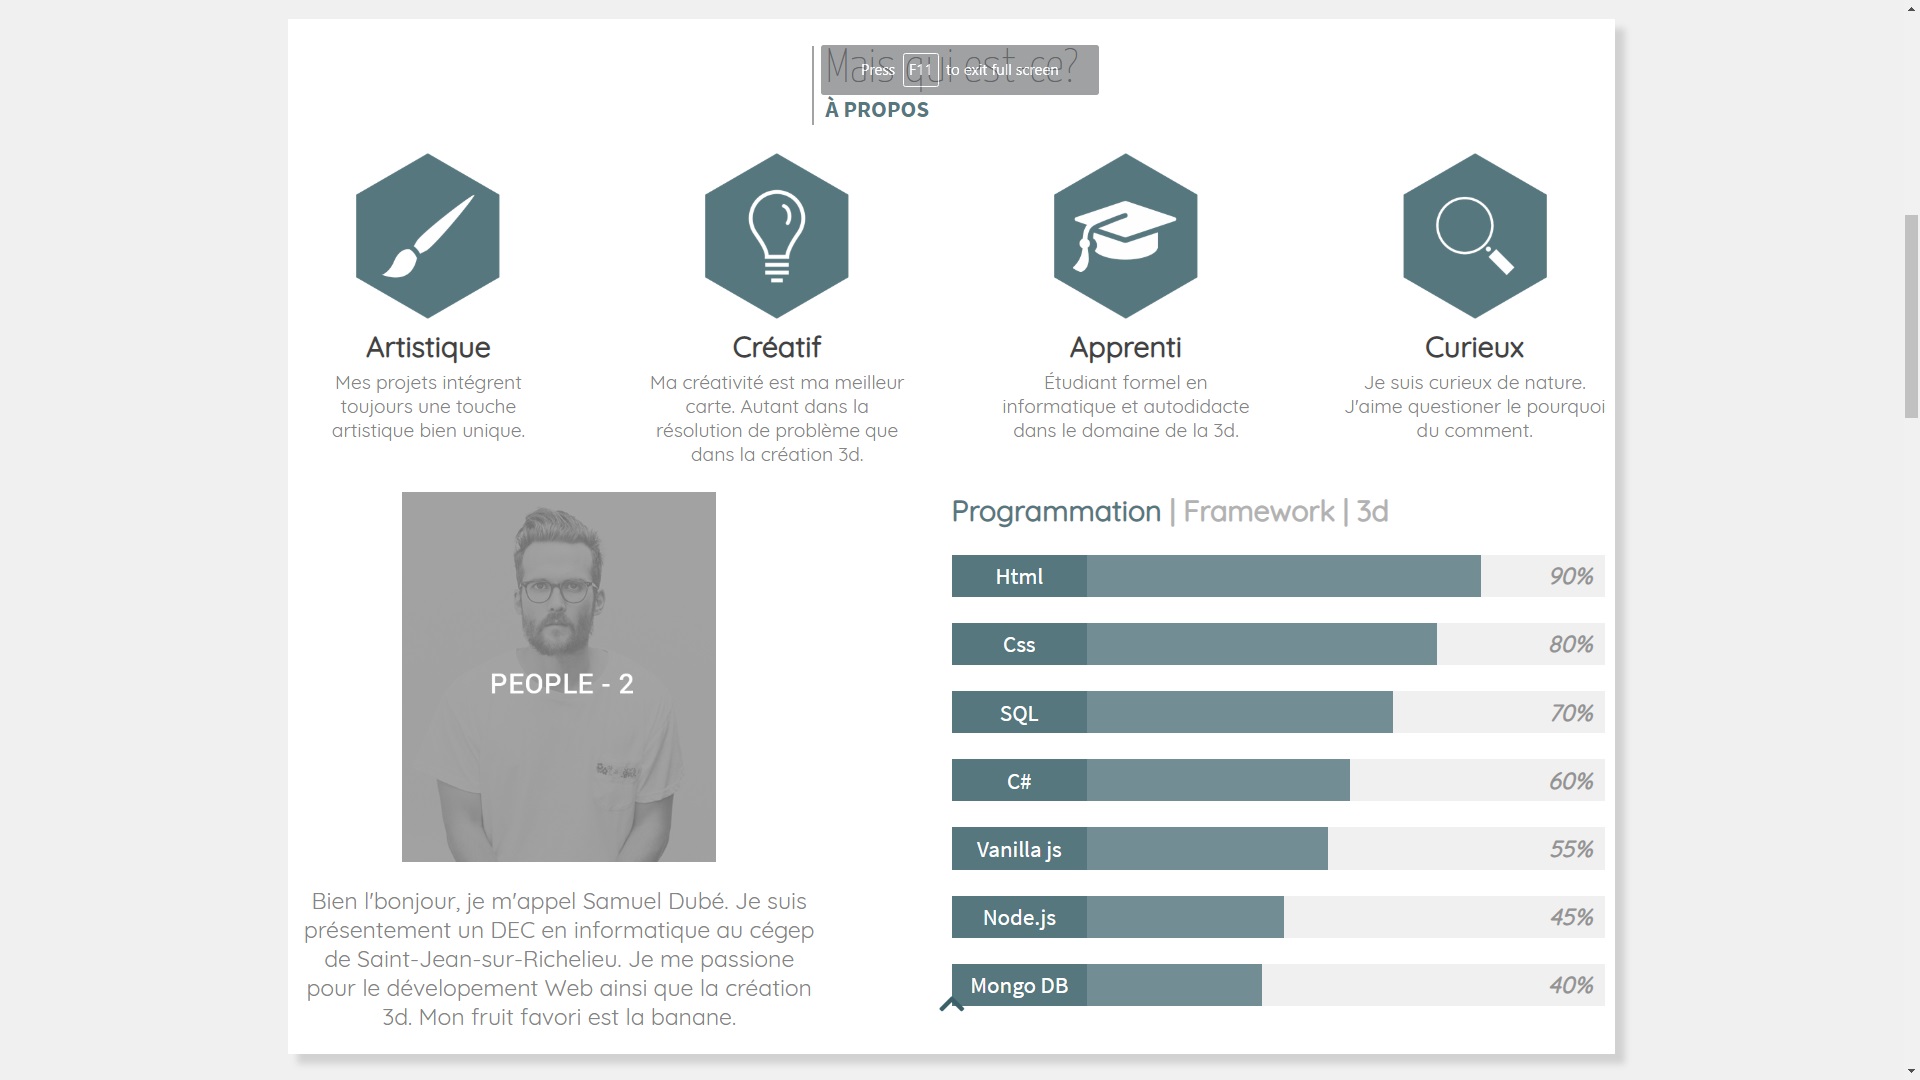 Mais qui est-ce?
Press F11 to exit full screen
À PROPOS
Artistique
Mes projets intégrent
toujours une touche
artistique bien unique.
Créatif
Ma créativité est ma meilleur
carte. Autant dans la
résolution de problème que
dans la création 3d.
Apprenti
Étudiant formel en
informatique et autodidacte
dans le domaine de la 3d.
Curieux
Je suis curieux de nature.
J'aime questioner le pourquoi
du comment.
PEOPLE - 2
Bien l'bonjour, je m'appel Samuel Dubé. Je suis
présentement un DEC en informatique au cégep
de Saint-Jean-sur-Richelieu. Je me passione
pour le dévelopement Web ainsi que la création
3d. Mon fruit favori est la banane.
Programmation | Framework | 3d
Html 90%
Css 80%
SQL 70%
C# 60%
Vanilla js 55%
Node.js 45%
Mongo DB 40%